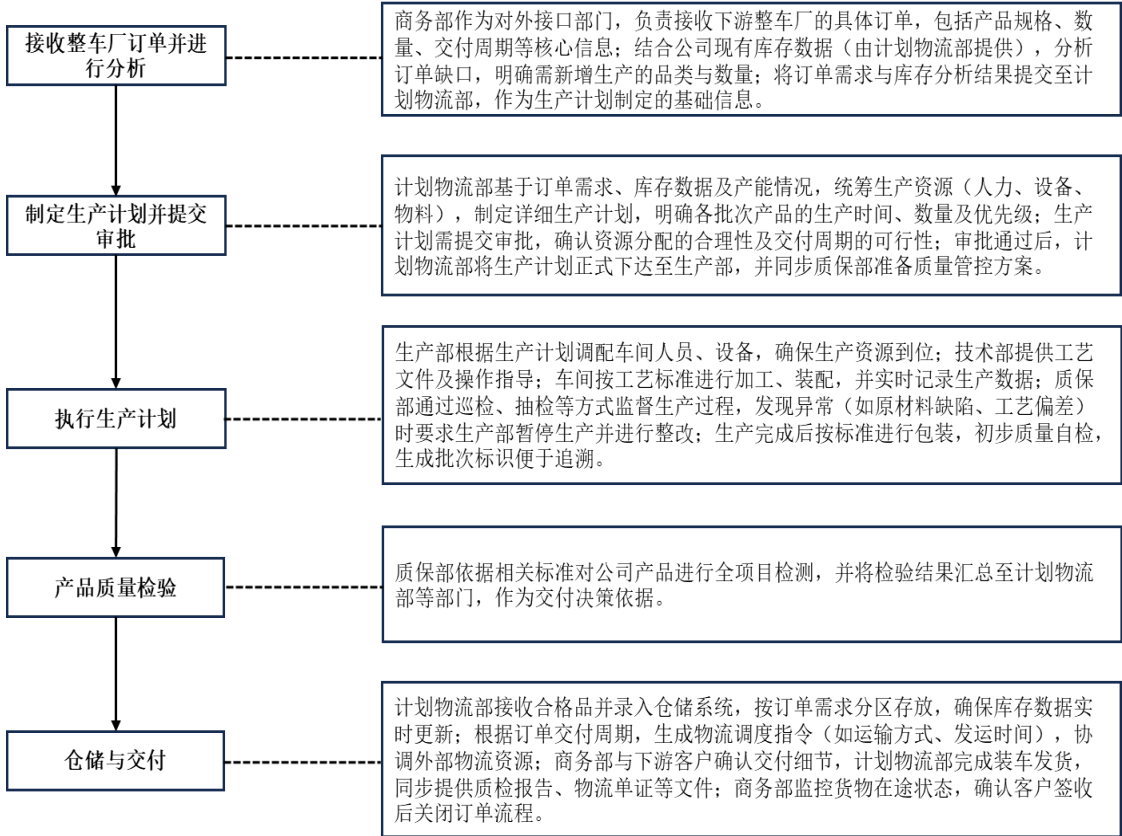 接收整车厂订单并进
行分析
商务部作为对外接口部门，负责接收下游整车厂的具体订单，包括产品规格、数
量、交付周期等核心信息；结合公司现有库存数据（由计划物流部提供），分析
订单缺口，明确需新增生产的品类与数量；将订单需求与库存分析结果提交至计
划物流部，作为生产计划制定的基础信息。
制定生产计划并提交
审批
计划物流部基于订单需求、库存数据及产能情况，统筹生产资源（人力、设备、
物料），制定详细生产计划，明确各批次产品的生产时间、数量及优先级；生产
计划需提交审批，确认资源分配的合理性及交付周期的可行性；审批通过后，计
划物流部将生产计划正式下达至生产部，并同步质保部准备质量管控方案。
执行生产计划
生产部根据生产计划调配车间人员、设备，确保生产资源到位；技术部提供工艺
文件及操作指导；车间按工艺标准进行加工、装配，并实时记录生产数据；质保
部通过巡检、抽检等方式监督生产过程，发现异常（如原材料缺陷、工艺偏差）
时要求生产部暂停生产并进行整改；生产完成后按标准进行包装，初步质量自检，
生成批次标识便于追溯。
产品质量检验
质保部依据相关标准对公司产品进行全项目检测，并将检验结果汇总至计划物流
部等部门，作为交付决策依据。
仓储与交付
计划物流部接收合格品并录入仓储系统，按订单需求分区存放，确保库存数据实
时更新；根据订单交付周期，生成物流调度指令（如运输方式、发运时间），协
调外部物流资源；商务部与下游客户确认交付细节，计划物流部完成装车发货，
同步提供质检报告、物流单证等文件；商务部监控货物在途状态，确认客户签收
后关闭订单流程。